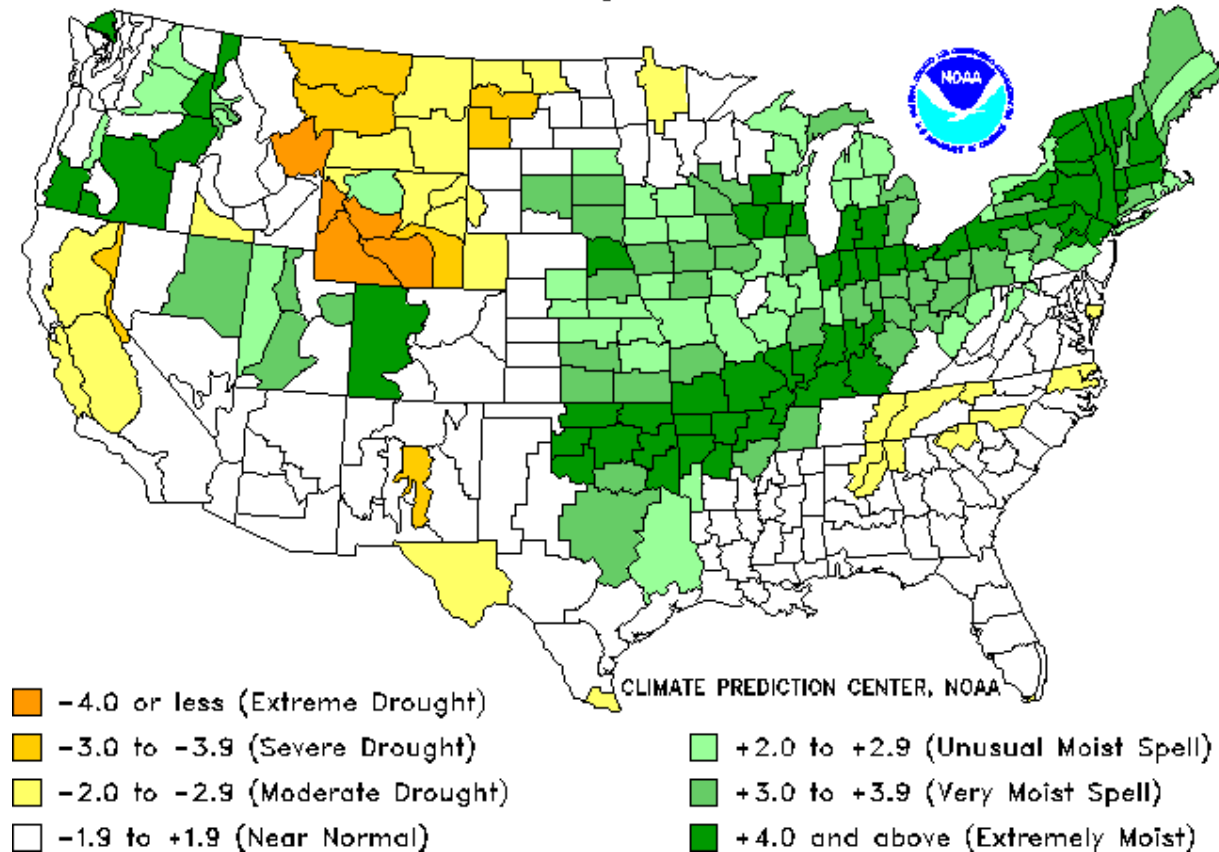 NOAA
CLIMATE PREDICTION CENTER, NOAA
-4.0 or less (Extreme Drought)
-3.0 to -3.9 (Severe Drought)
-2.0 to -2.9 (Moderate Drought)
-1.9 to +1.9 (Near Normal)
+2.0 to +2.9 (Unusual Moist Spell)
+3.0 to +3.9 (Very Moist Spell)
+4.0 and above (Extremely Moist)